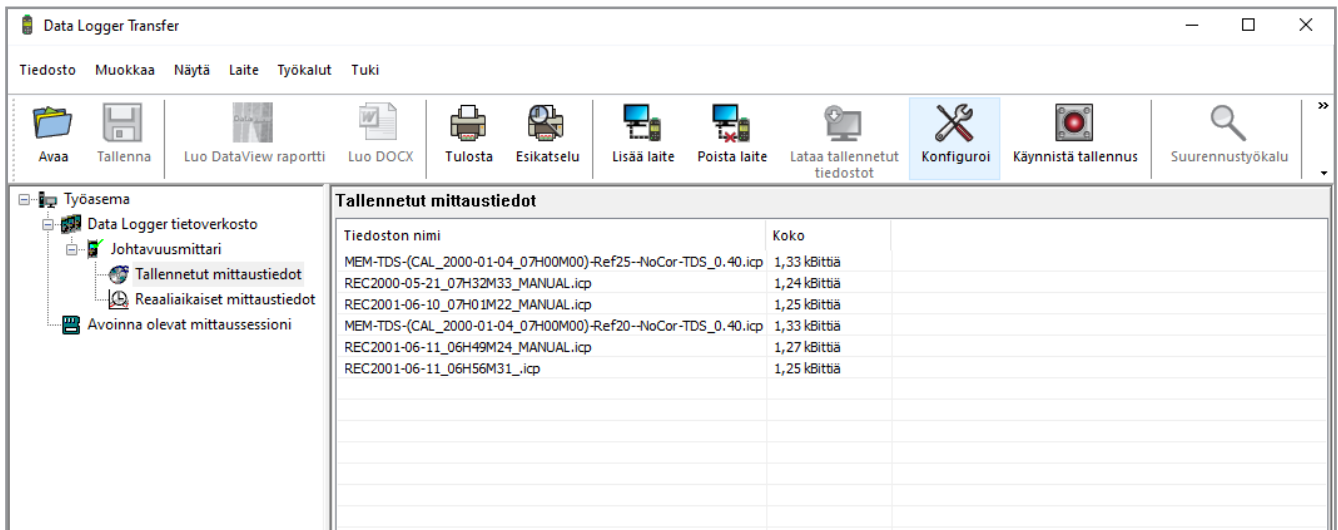 Data Logger Transfer
Tiedosto Muokkaa Näytä Laite Työkalut Tuki
Avaa Tallenna Luo DataView raportti Luo DOCX Tulosta Esikatselu Lisää laite Poista laite Lataa tallennetut tiedostot Konfiguroi Käynnistä tallennus Suurennustyökalu
Työasema
Data Logger tietoverkosto
Johtavuusmittari
Tallennetut mittaustiedot
Reaaliaikaiset mittaustiedot
Avoinna olevat mittaussessioni
Tallennetut mittaustiedot
Tiedoston nimi Koko
MEM-TDS-(CAL_2000-01-04_07H00M00)-Ref25--NoCor-TDS_0.40.icp 1,33 kBittiä
REC2000-05-21_07H32M33_MANUAL.icp 1,24 kBittiä
REC2001-06-10_07H01M22_MANUAL.icp 1,25 kBittiä
MEM-TDS-(CAL_2000-01-04_07H00M00)-Ref20--NoCor-TDS_0.40.icp 1,33 kBittiä
REC2001-06-11_06H49M24_MANUAL.icp 1,27 kBittiä
REC2001-06-11_06H56M31_.icp 1,25 kBittiä